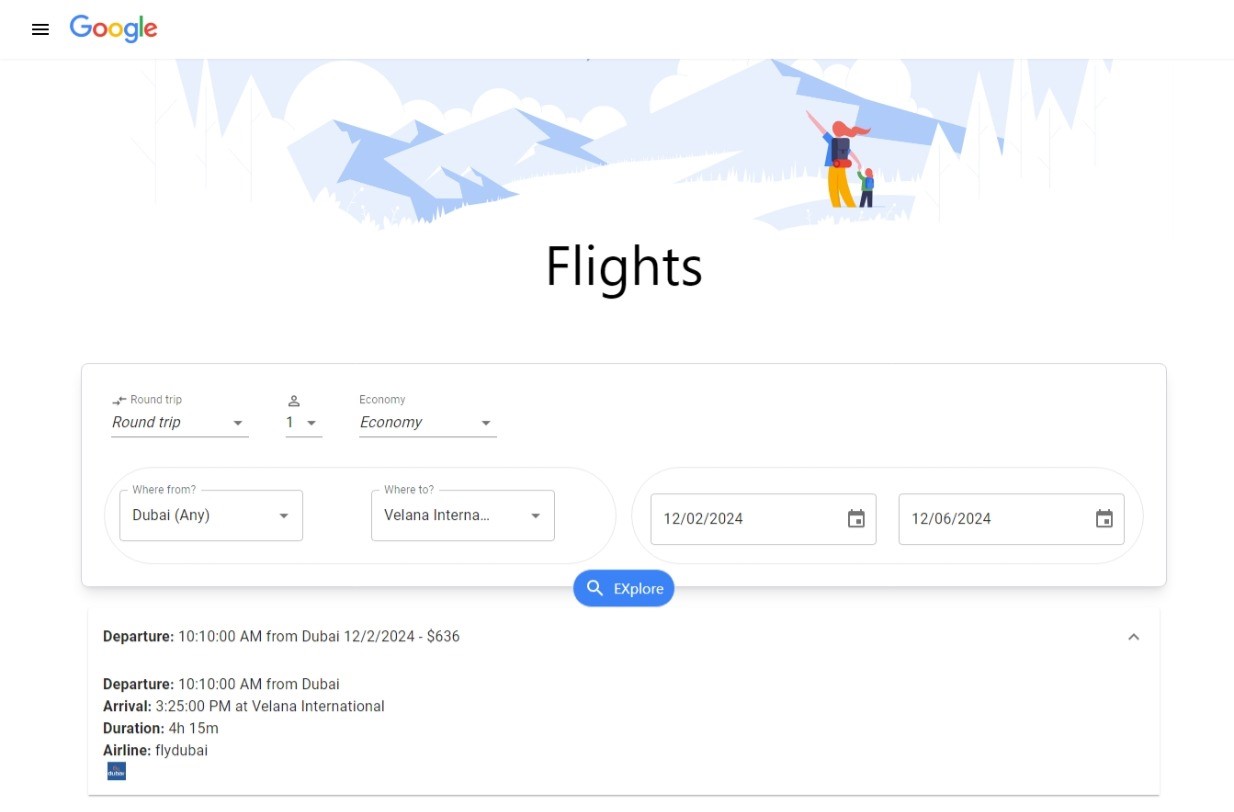 Google
Flights
Round trip
Round trip
1
Economy
Economy
Where from?
Dubai (Any)
Where to?
Velana Interna...
12/02/2024
12/06/2024
EXplore
Departure: 10:10:00 AM from Dubai 12/2/2024 - $636
Departure: 10:10:00 AM from Dubai
Arrival: 3:25:00 PM at Velana International
Duration: 4h 15m
Airline: flydubai
dubai